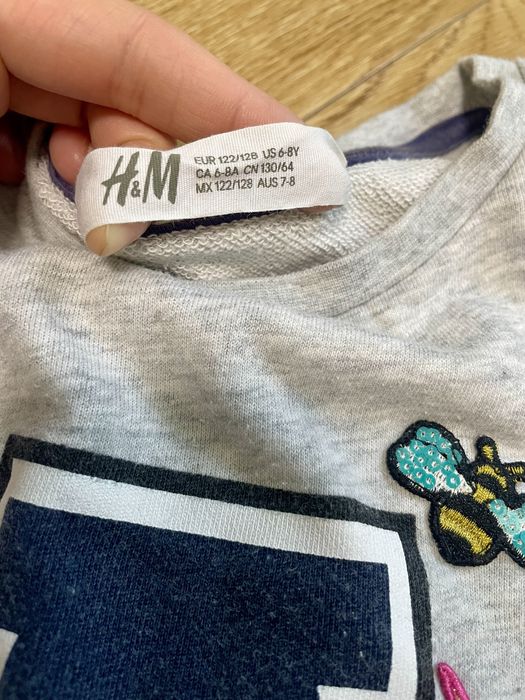 H&M
EUR 122/128 US 6-8Y
CA 6-8A CN 130/64
MX 122/128 AUS 7-8